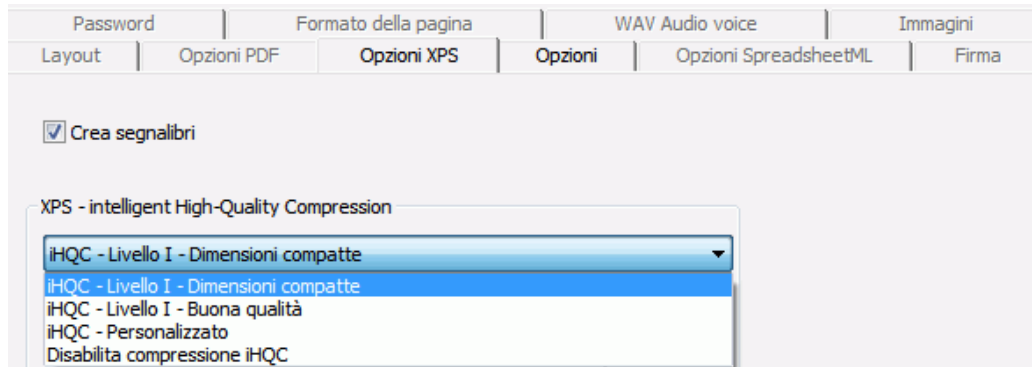 Password Formato della pagina WAV Audio voice Immagini
Layout Opzioni PDF Opzioni XPS Opzioni Opzioni SpreadsheetML Firma
Crea segnalibri
XPS - intelligent High-Quality Compression
iHQC - Livello I - Dimensioni compatte
iHQC - Livello I - Dimensioni compatte
iHQC - Livello I - Buona qualità
iHQC - Personalizzato
Disabilita compressione iHQC